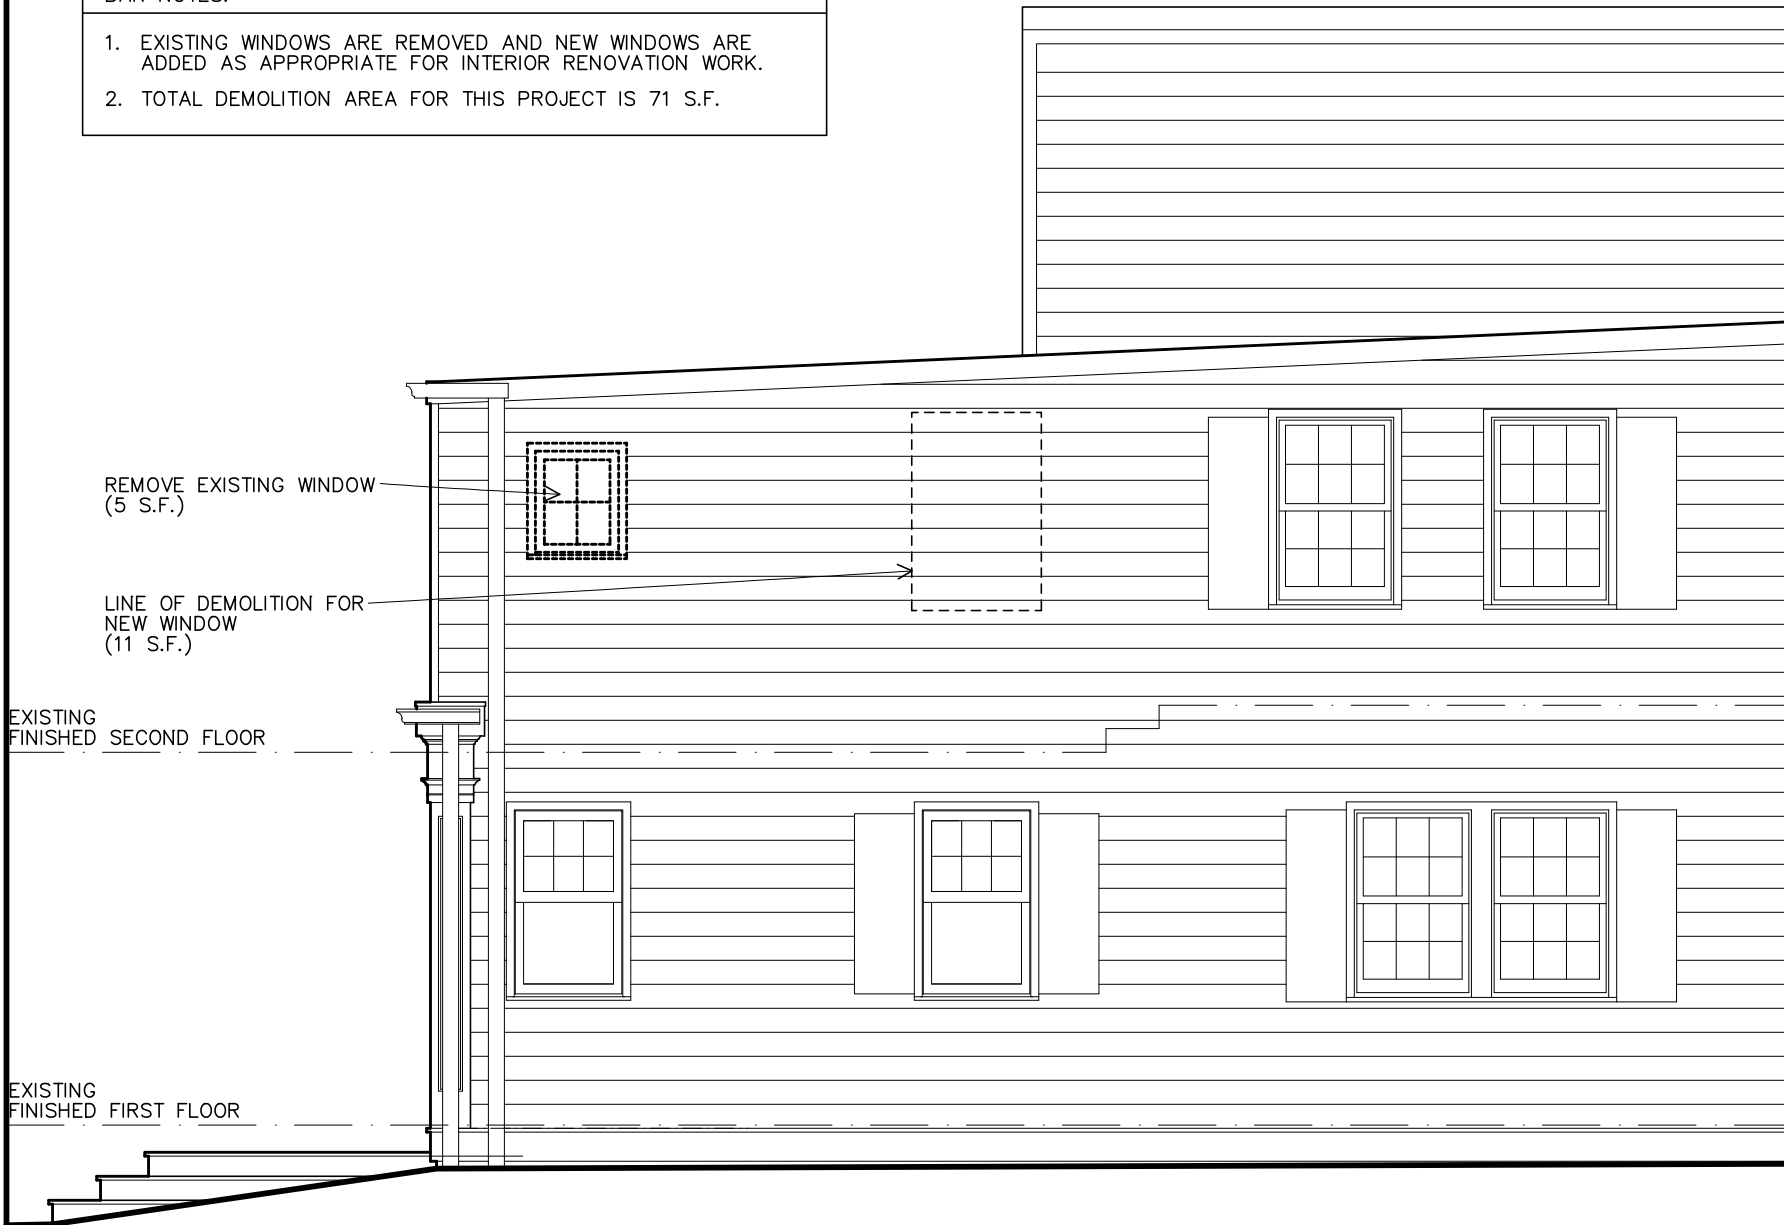 1. EXISTING WINDOWS ARE REMOVED AND NEW WINDOWS ARE
ADDED AS APPROPRIATE FOR INTERIOR RENOVATION WORK.
2. TOTAL DEMOLITION AREA FOR THIS PROJECT IS 71 S.F.
REMOVE EXISTING WINDOW
(5 S.F.)
LINE OF DEMOLITION FOR
NEW WINDOW
(11 S.F.)
EXISTING
FINISHED SECOND FLOOR
EXISTING
FINISHED FIRST FLOOR